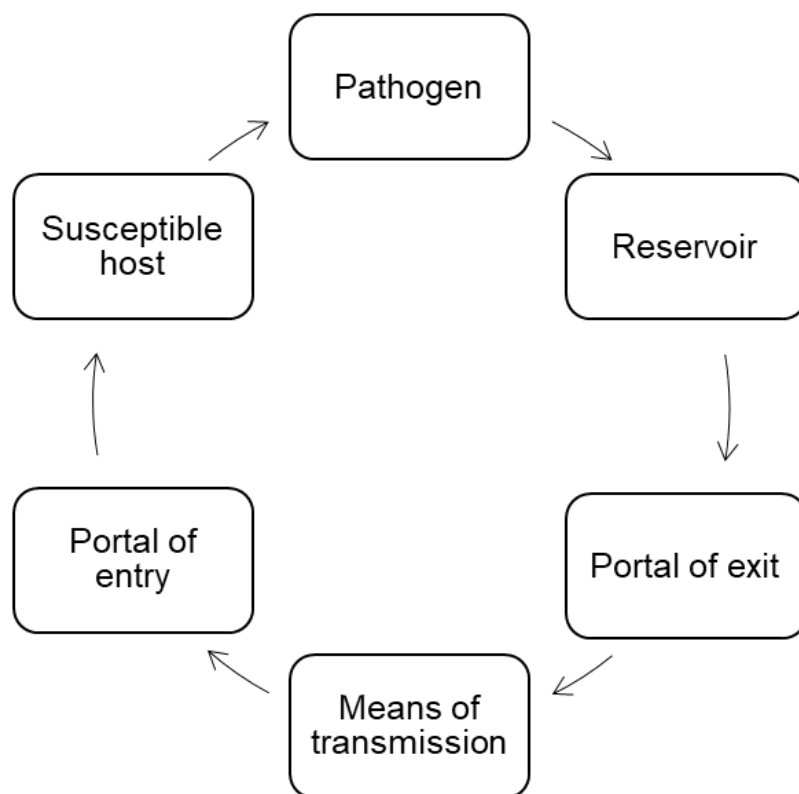 Pathogen
Reservoir
Portal of exit
Means of
transmission
Portal of
entry
Susceptible
host